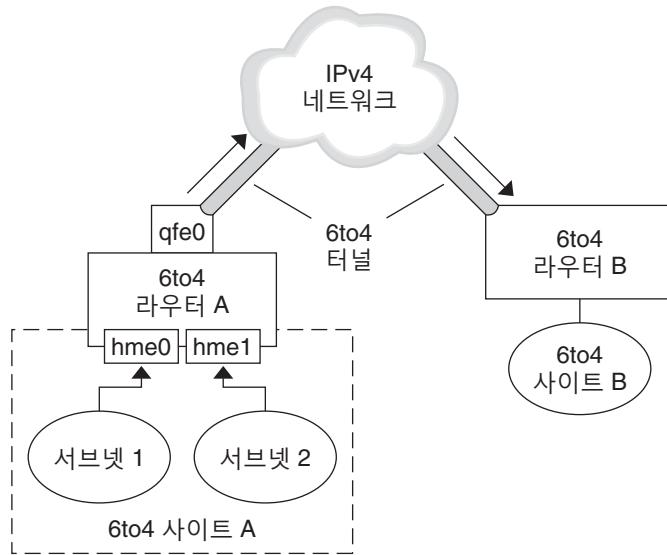 IPv4
네트워크
qfe0
6to4
터널
6to4
라우터 A
6to4
라우터 B
hme0
hme1
6to4
사이트 B
서브넷 1
서브넷 2
6to4 사이트 A